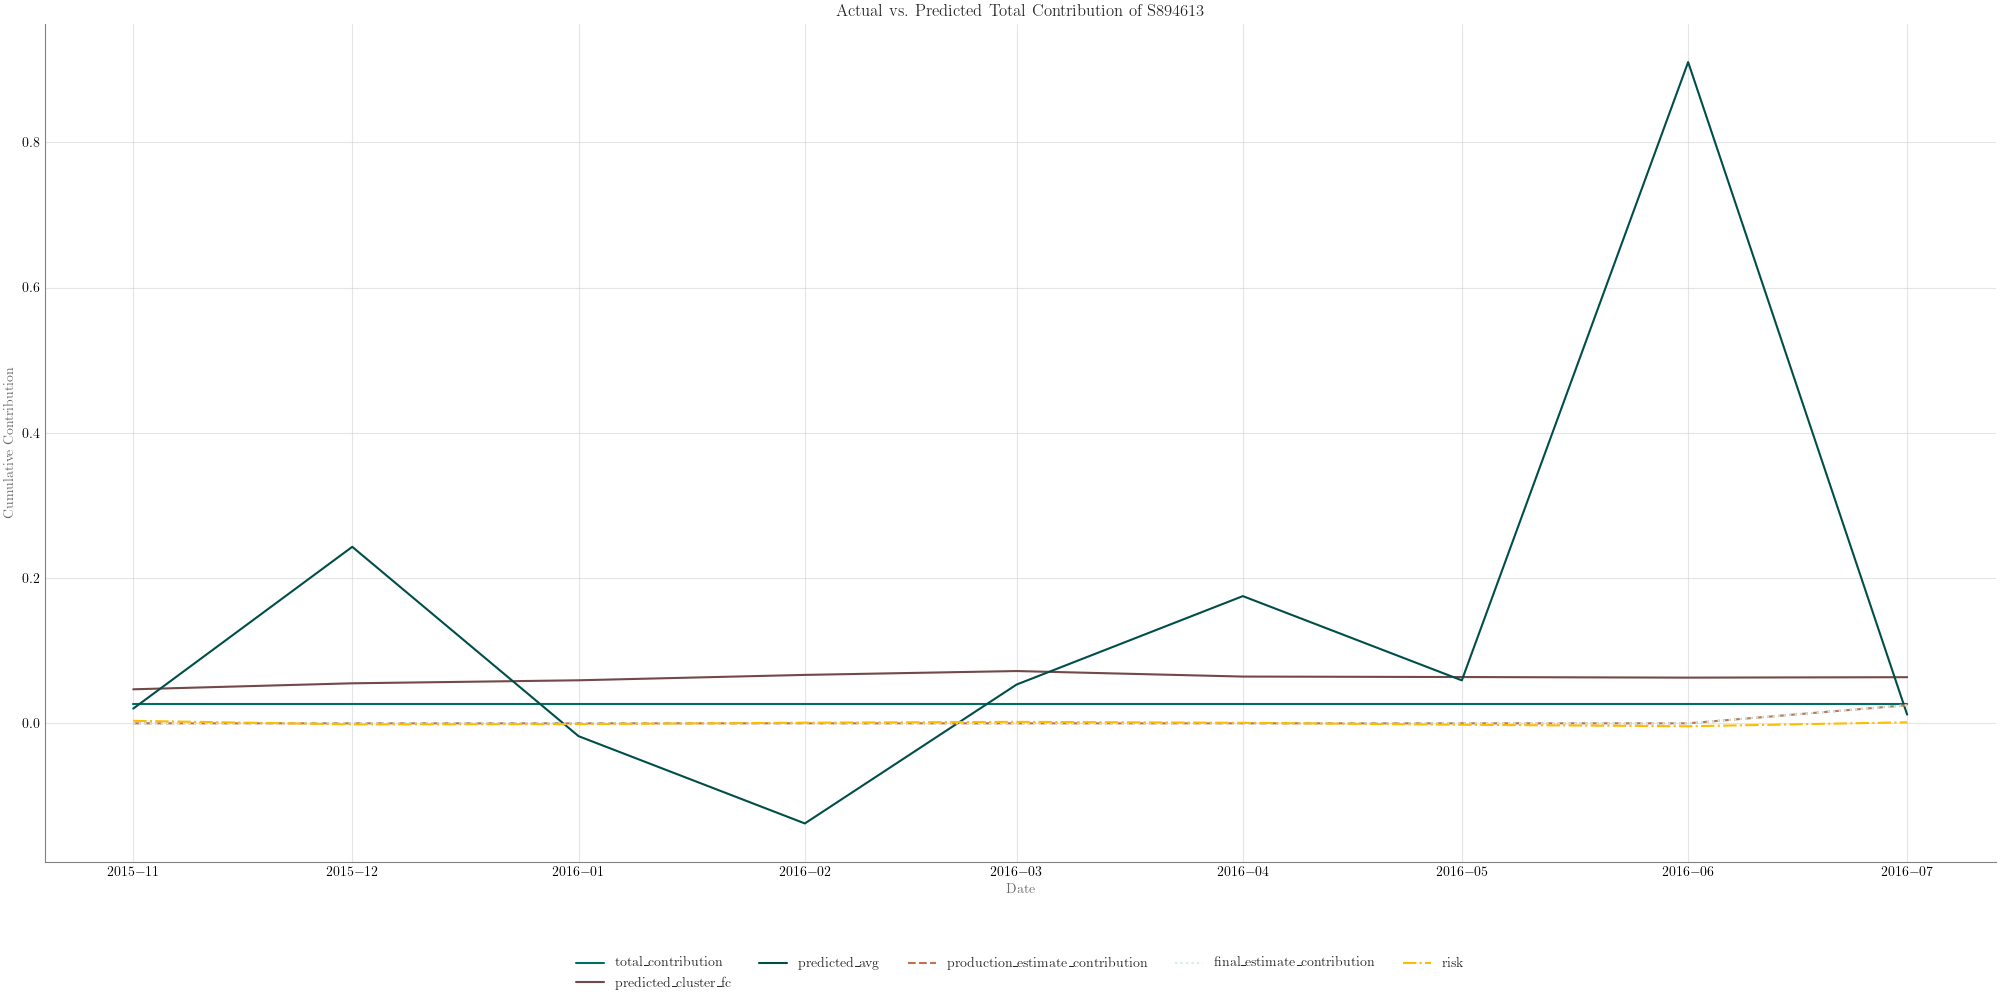 Actual vs. Predicted Total Contribution of S894613
Cumulative Contribution
0.8
0.6
0.4
0.2
0.0
2015−11 2015−12 2016−01 2016−02 2016−03 2016−04 2016−05 2016−06 2016−07
Date
total_contribution predicted_avg production_estimate_contribution final_estimate_contribution risk
predicted_cluster_fc